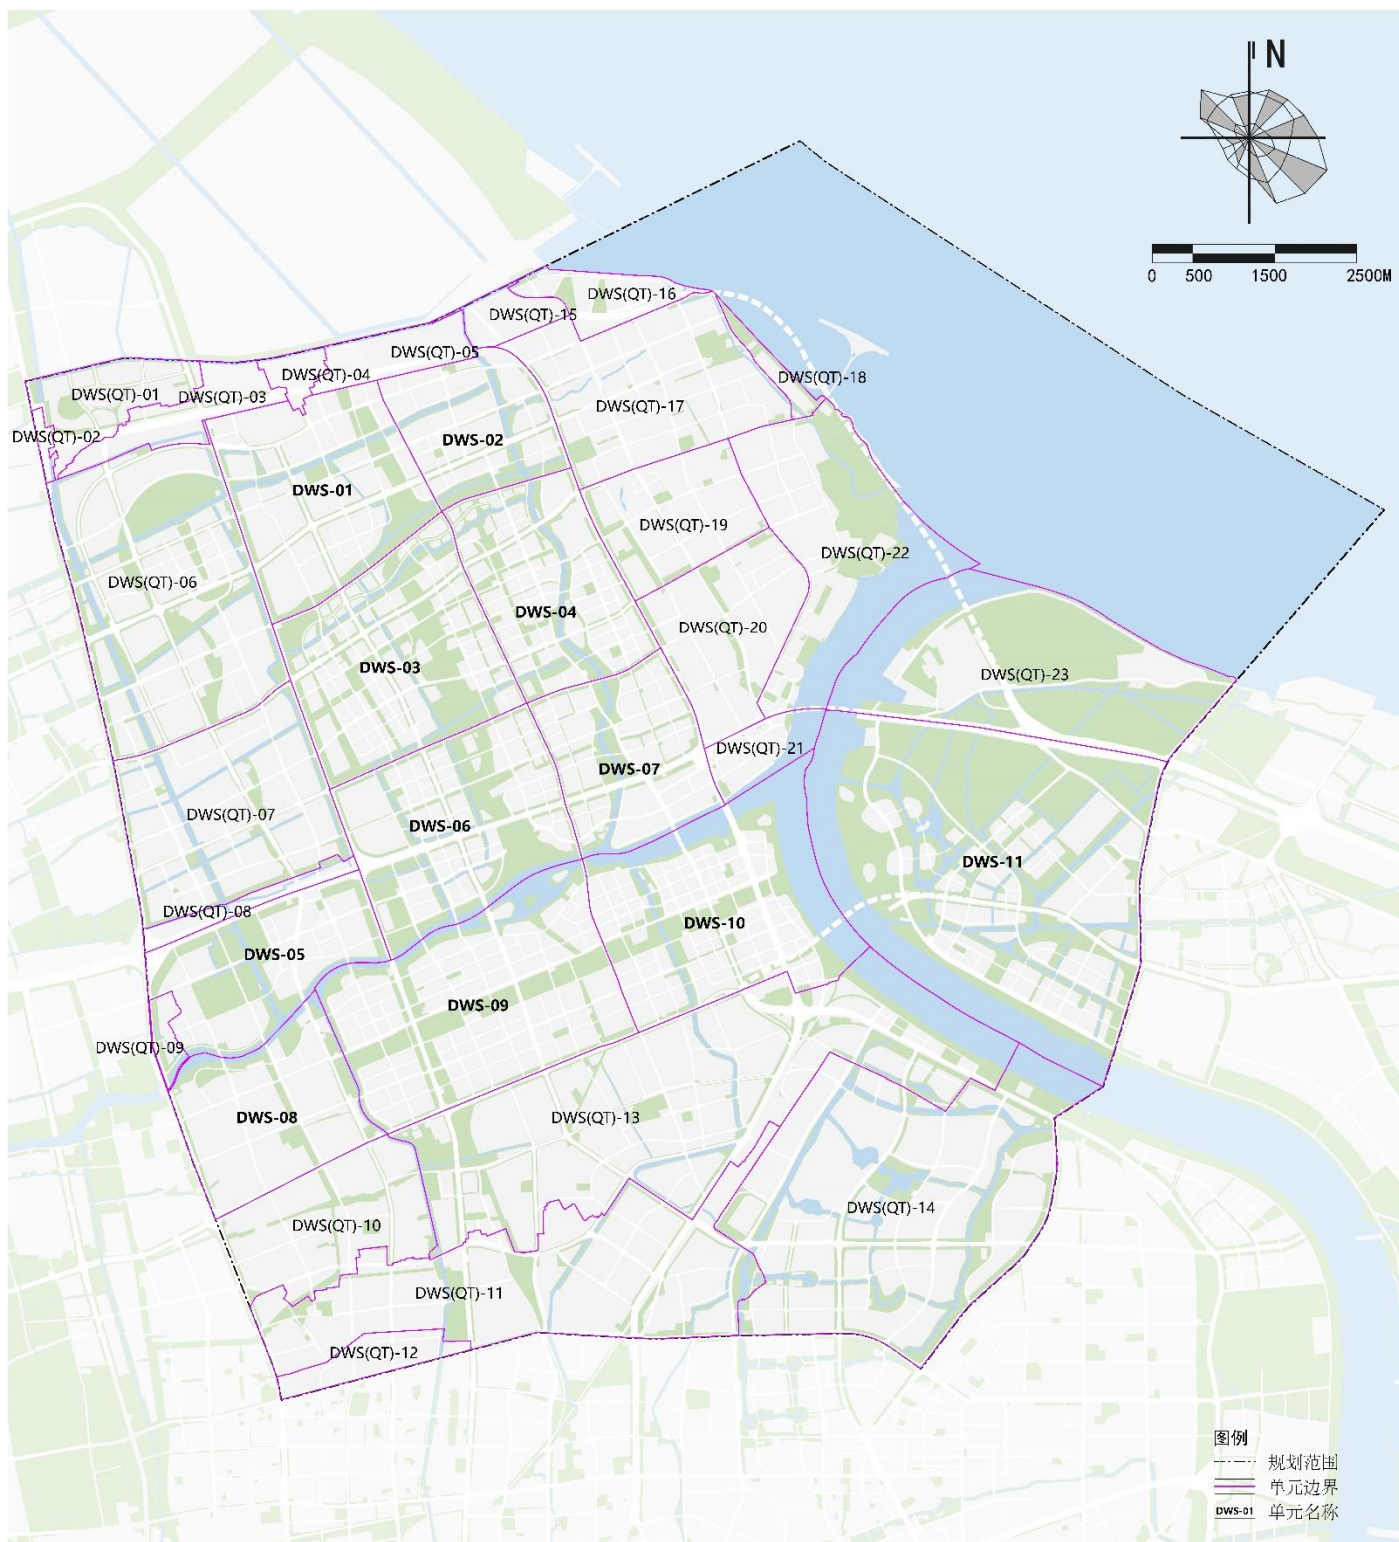 N
0 500 1500 2500M
DWS(QT)-16
DWS(QT)-15
DWS(QT)-05
DWS(QT)-04
DWS(QT)-18
DWS(QT)-01
DWS(QT)-03
DWS(QT)-17
DWS(QT)-02
DWS-02
DWS-01
DWS(QT)-19
DWS(QT)-22
DWS(QT)-06
DWS-04
DWS(QT)-20
DWS-03
DWS(QT)-23
DWS(QT)-21
DWS-07
DWS(QT)-07
DWS-06
DWS-11
DWS(QT)-08
DWS-10
DWS-05
DWS-09
DWS(QT)-09
DWS-08
DWS(QT)-13
DWS(QT)-14
DWS(QT)-10
DWS(QT)-11
DWS(QT)-12
图例
规划范围
单元边界
DWS-01 单元名称